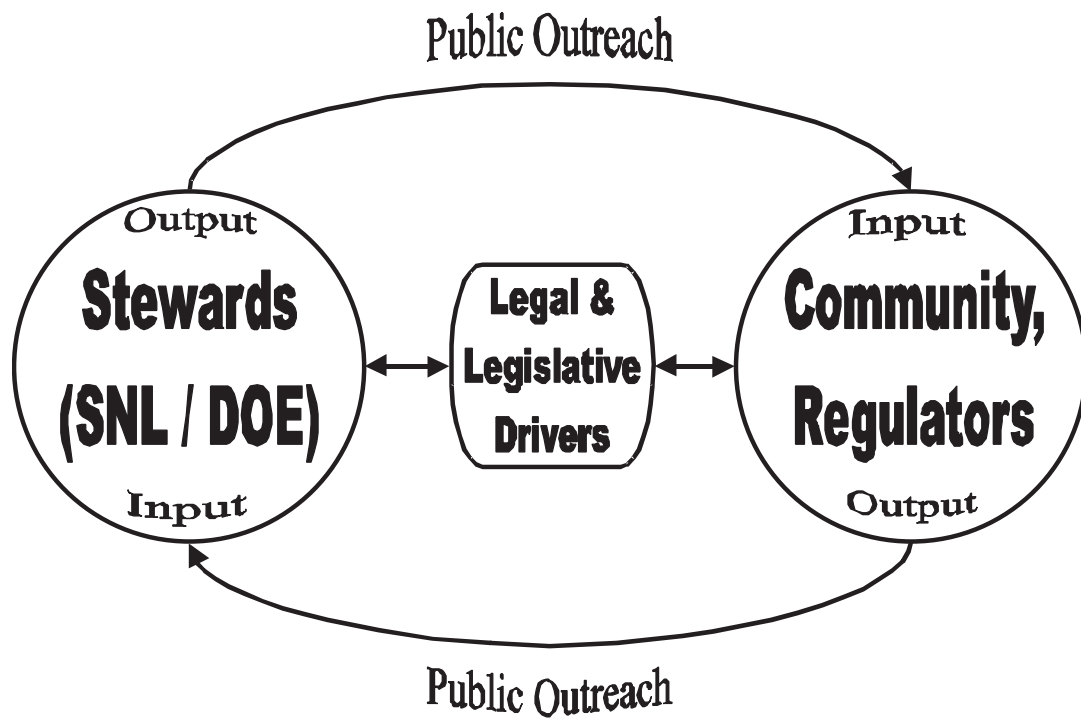 Public Outreach
Output
Stewards
(SNL / DOE)
Input
Legal &
Legislative
Drivers
Input
Community,
Regulators
Output
Public Outreach